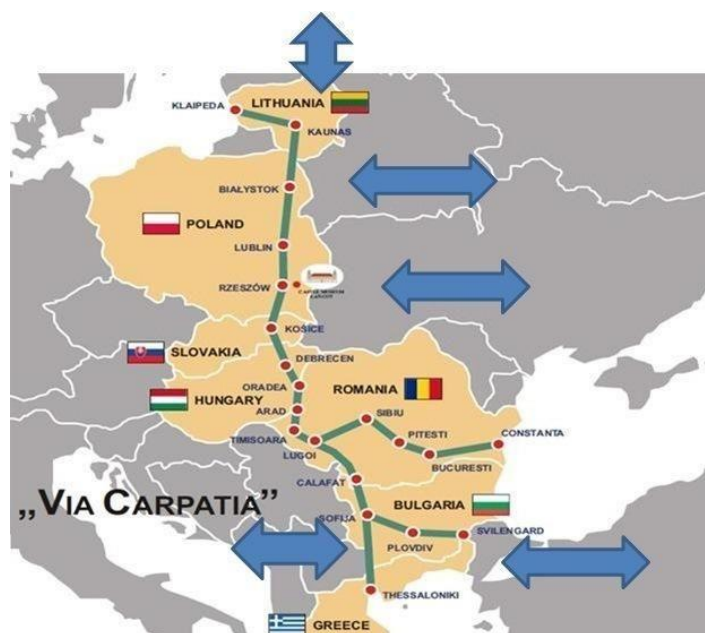 LITHUANIA
KLAIPEDA
KAUNAS
BIAŁYSTOK
POLAND
LUBLIN
RZESZÓW
KOŠICE
SLOVAKIA
DEBRECEN
ORADEA
ROMANIA
HUNGARY
ARAD
SIBIU
TIMISOARA
PITESTI
CONSTANTA
LUGOJ
BUCURESTI
CALAFAT
„VIA CARPATIA”
BULGARIA
SOFIJA
SVILENGARD
PLOVDIV
THESSALONIKI
GREECE